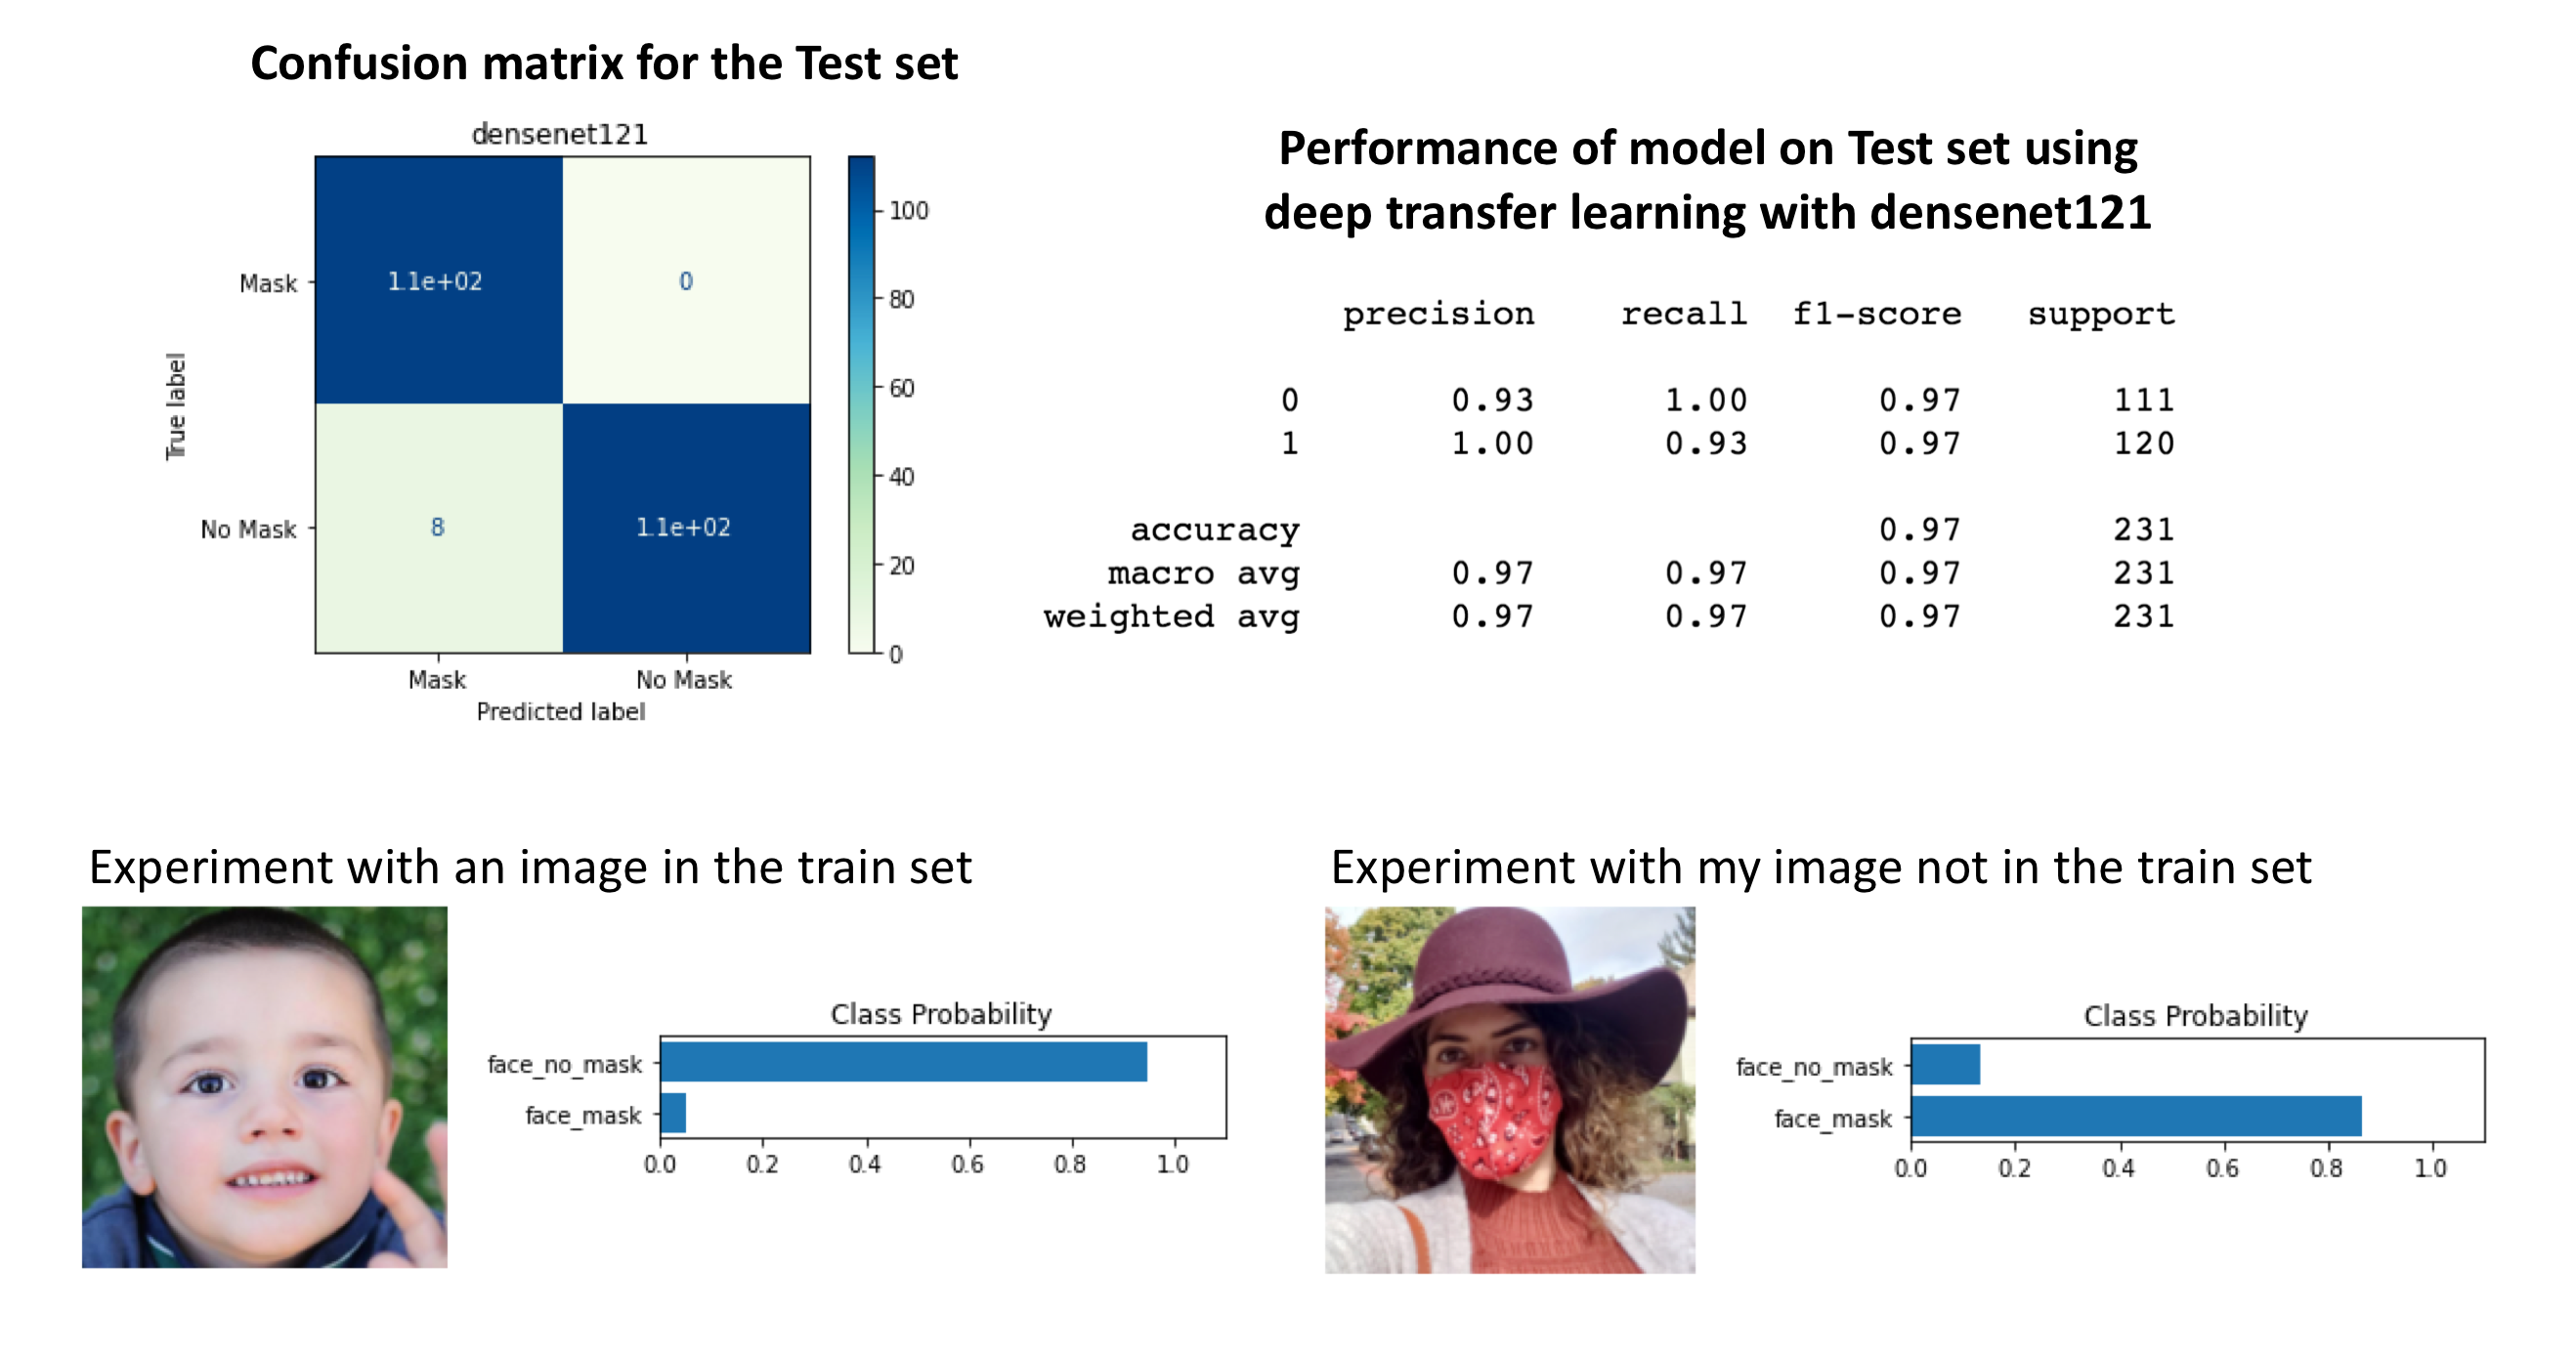 Confusion matrix for the Test set
densenet121
True label
Mask
1.1e+02 0
No Mask
8 1.1e+02
Mask No Mask
Predicted label
100
80
60
40
20
0
Performance of model on Test set using
deep transfer learning with densenet121
precision recall f1-score support
0 0.93 1.00 0.97 111
1 1.00 0.93 0.97 120
accuracy 0.97 231
macro avg 0.97 0.97 0.97 231
weighted avg 0.97 0.97 0.97 231
Experiment with an image in the train set
Class Probability
face_no_mask
face_mask
0.0 0.2 0.4 0.6 0.8 1.0
Experiment with my image not in the train set
Class Probability
face_no_mask
face_mask
0.0 0.2 0.4 0.6 0.8 1.0